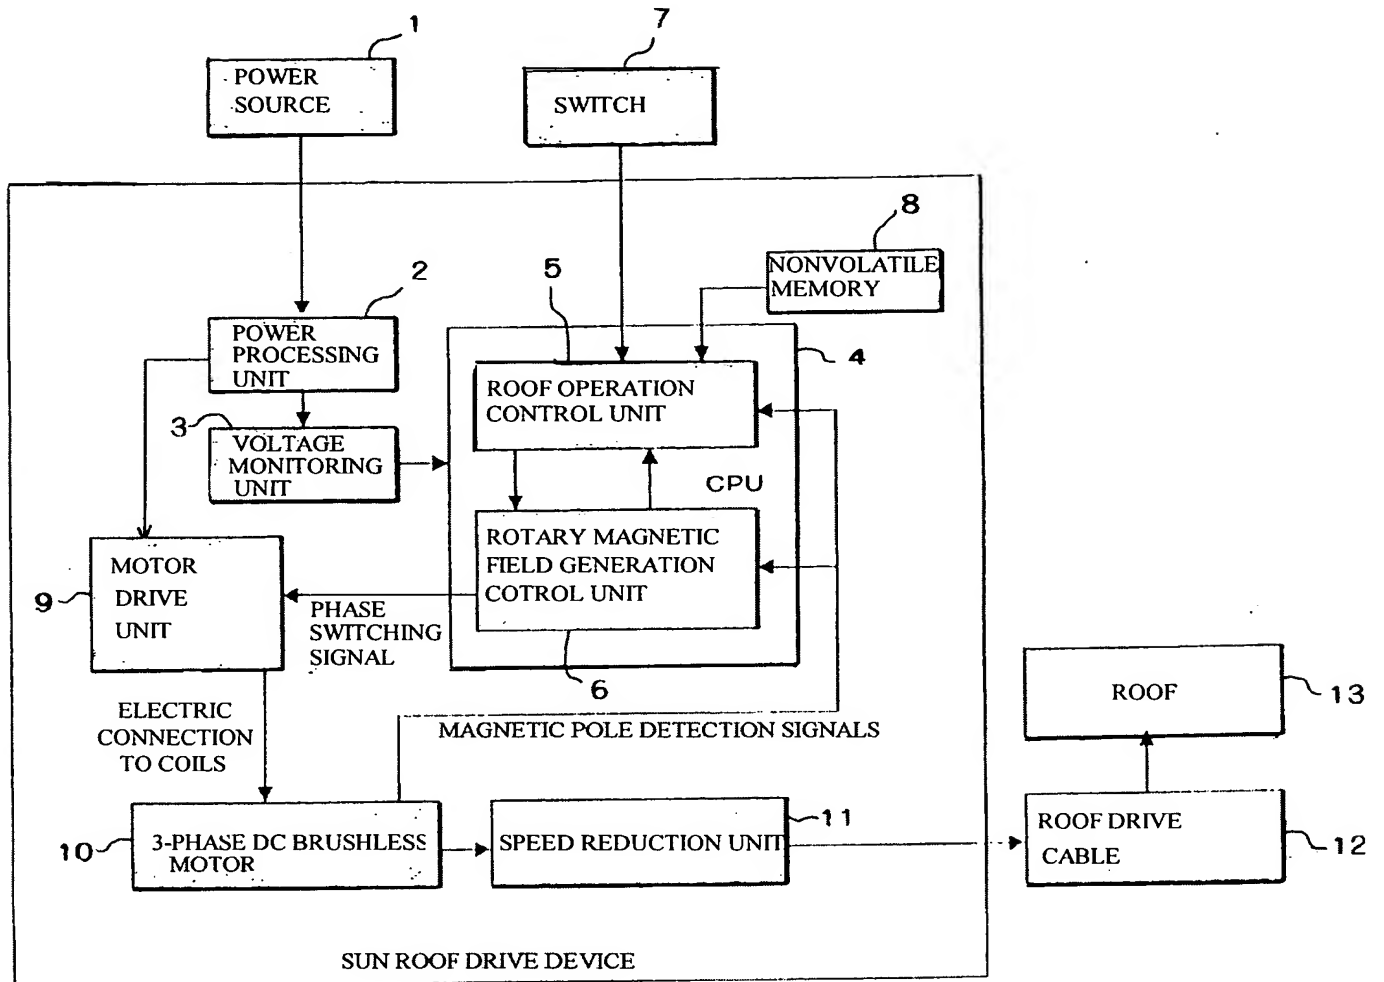 1
POWER
SOURCE
7
SWITCH
8
NONVOLATILE
MEMORY
2
POWER
PROCESSING
UNIT
5
4
ROOF OPERATION
CONTROL UNIT
3
VOLTAGE
MONITORING
UNIT
CPU
ROTARY MAGNETIC
FIELD GENERATION
COTROL UNIT
6
9
MOTOR
DRIVE
UNIT
PHASE
SWITCHING
SIGNAL
ELECTRIC
CONNECTION
TO COILS
MAGNETIC POLE DETECTION SIGNALS
ROOF
13
10
3-PHASE DC BRUSHLESS
MOTOR
SPEED REDUCTION UNIT
11
ROOF DRIVE
CABLE
12
SUN ROOF DRIVE DEVICE